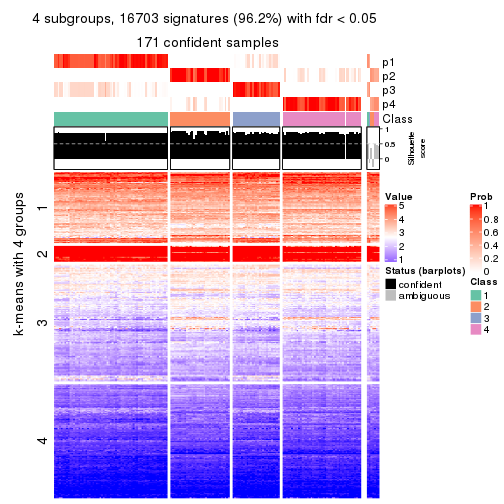 4 subgroups, 16703 signatures (96.2%) with fdr < 0.05
171 confident samples
p1
p2
p3
p4
Class
1
0.5
0
Silhouette
score
k-means with 4 groups
1
2
3
4
Value
5
4
3
2
1
Status (barplots)
confident
ambiguous
Prob
1
0.8
0.6
0.4
0.2
0
Class
1
2
3
4